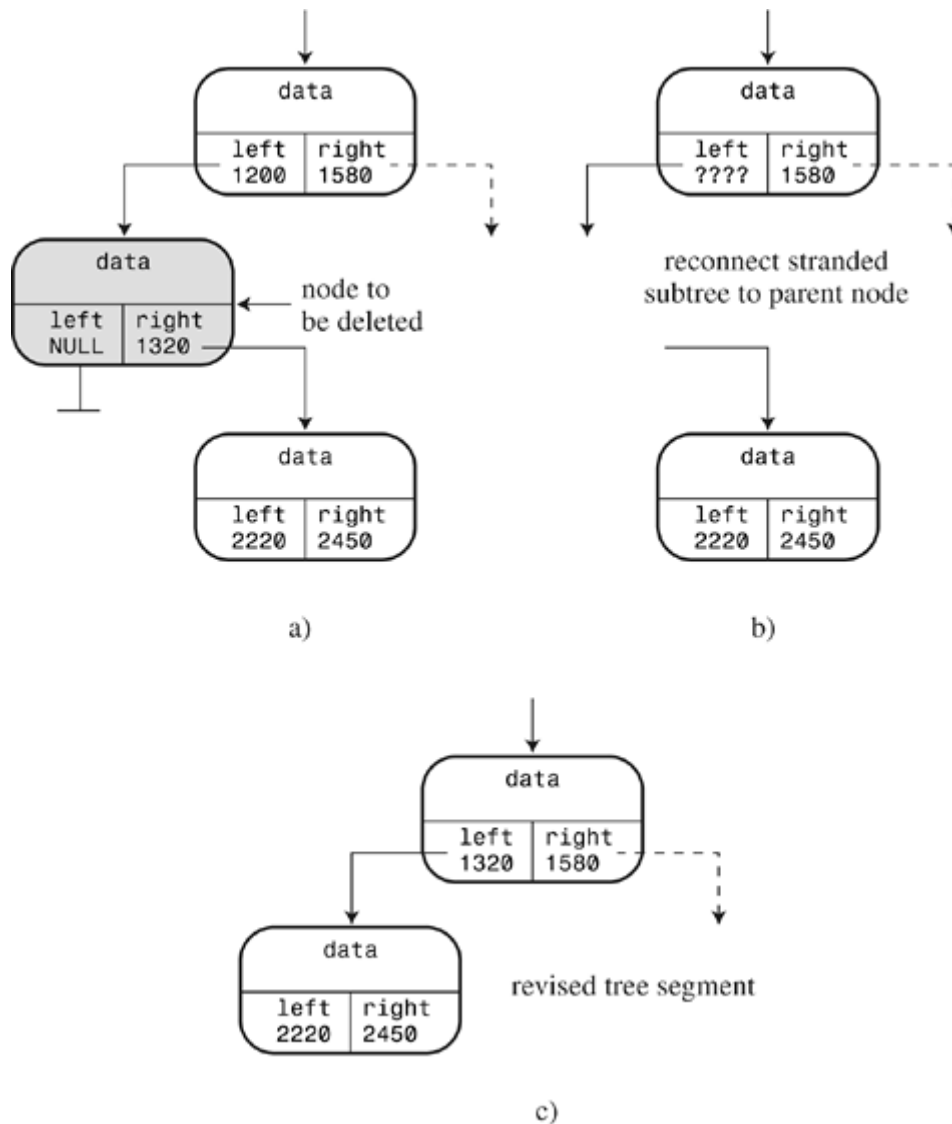 data
left right
1200 1580
data
node to
be deleted
left right
NULL 1320
data
left right
2220 2450
a)
data
left right
???? 1580
reconnect stranded
subtree to parent node
data
left right
2220 2450
b)
data
left right
1320 1580
data
revised tree segment
left right
2220 2450
c)